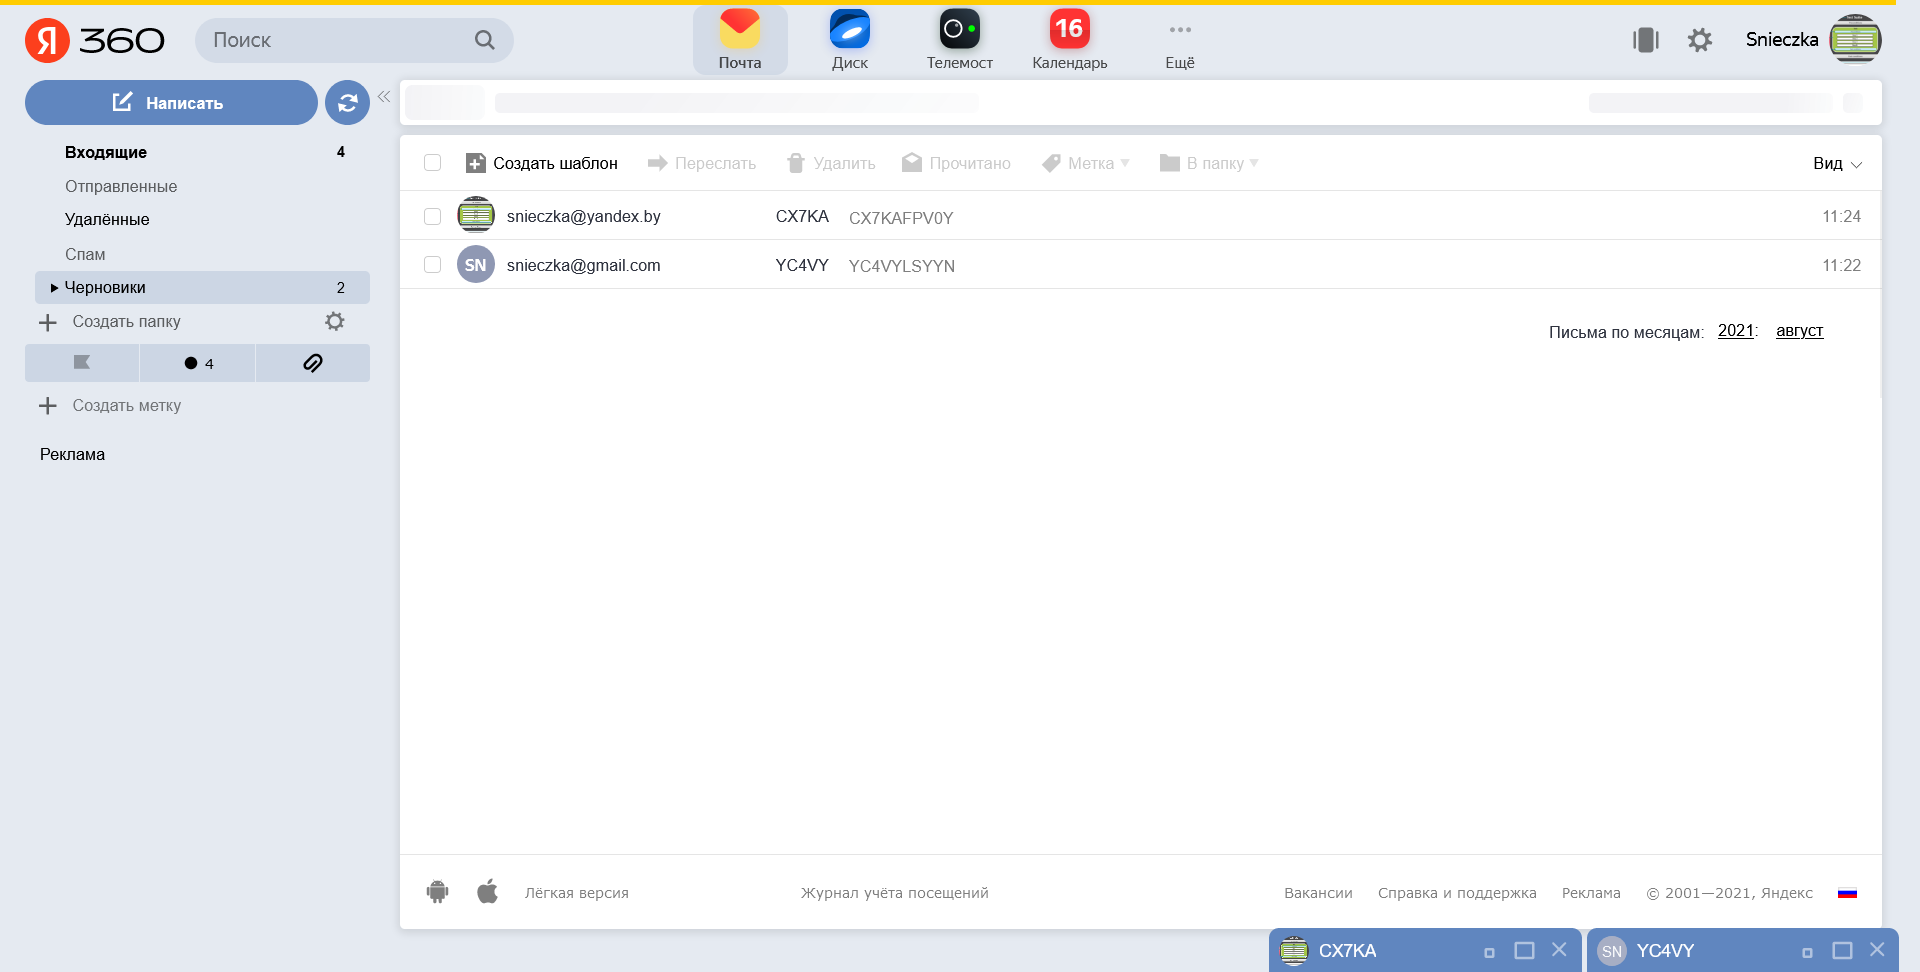 Я 360
Поиск
Почта
Диск
Телемост
16
Календарь
Ещё
Snieczka
Написать
Входящие 4
Отправленные
Удалённые
Спам
Черновики 2
Создать папку
4
Создать метку
Реклама
Создать шаблон Переслать Удалить Прочитано Метка В папку Вид
snieczka@yandex.by CX7KA CX7KAFPV0Y 11:24
SN snieczka@gmail.com YC4VY YC4VYLSYYN 11:22
Письма по месяцам: 2021: август
Лёгкая версия Журнал учёта посещений Вакансии Справка и поддержка Реклама © 2001—2021, Яндекс
CX7KA
SN YC4VY